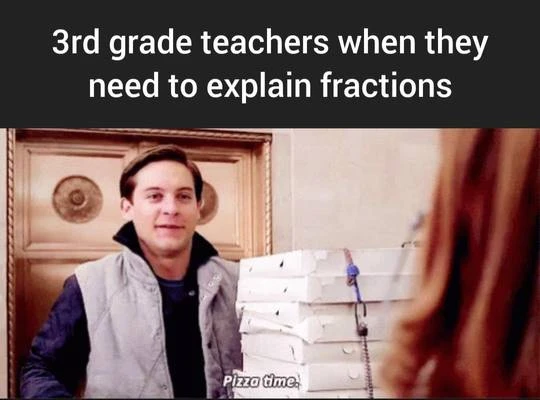 3rd grade teachers when they
need to explain fractions
Pizza time.